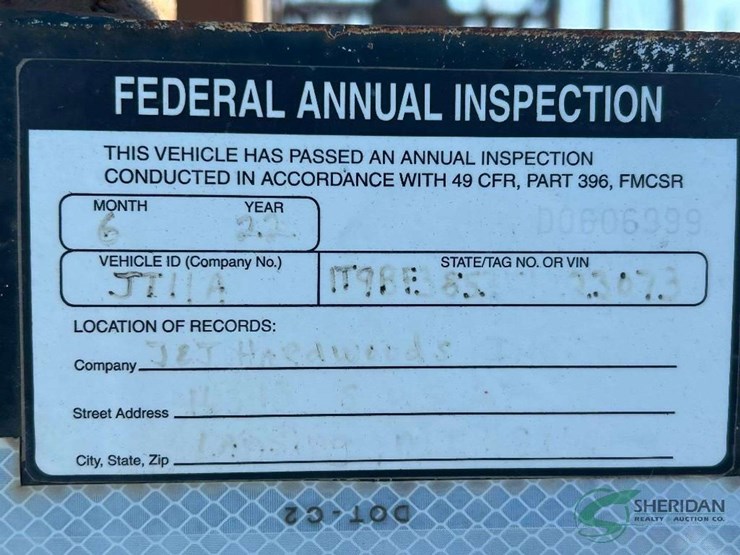 FEDERAL ANNUAL INSPECTION
THIS VEHICLE HAS PASSED AN ANNUAL INSPECTION
CONDUCTED IN ACCORDANCE WITH 49 CFR, PART 396, FMCSR
MONTH YEAR
6 22
D0606999
VEHICLE ID (Company No.) STATE/TAG NO. OR VIN
JT11A
LOCATION OF RECORDS:
Company J&J Hardwoods
Street Address
City, State, Zip
DOT-C2
SHERIDAN
REALTY & AUCTION CO.